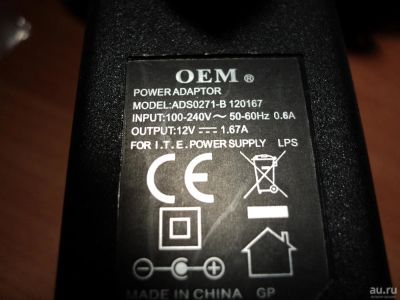 OEM ®
POWER ADAPTOR
MODEL:ADS0271-B 120167
INPUT:100-240V～ 50-60Hz 0.6A
OUTPUT:12V ⎓ 1.67A
FOR I.T.E.POWER SUPPLY LPS
CE
MADE IN CHINA GP
au.ru